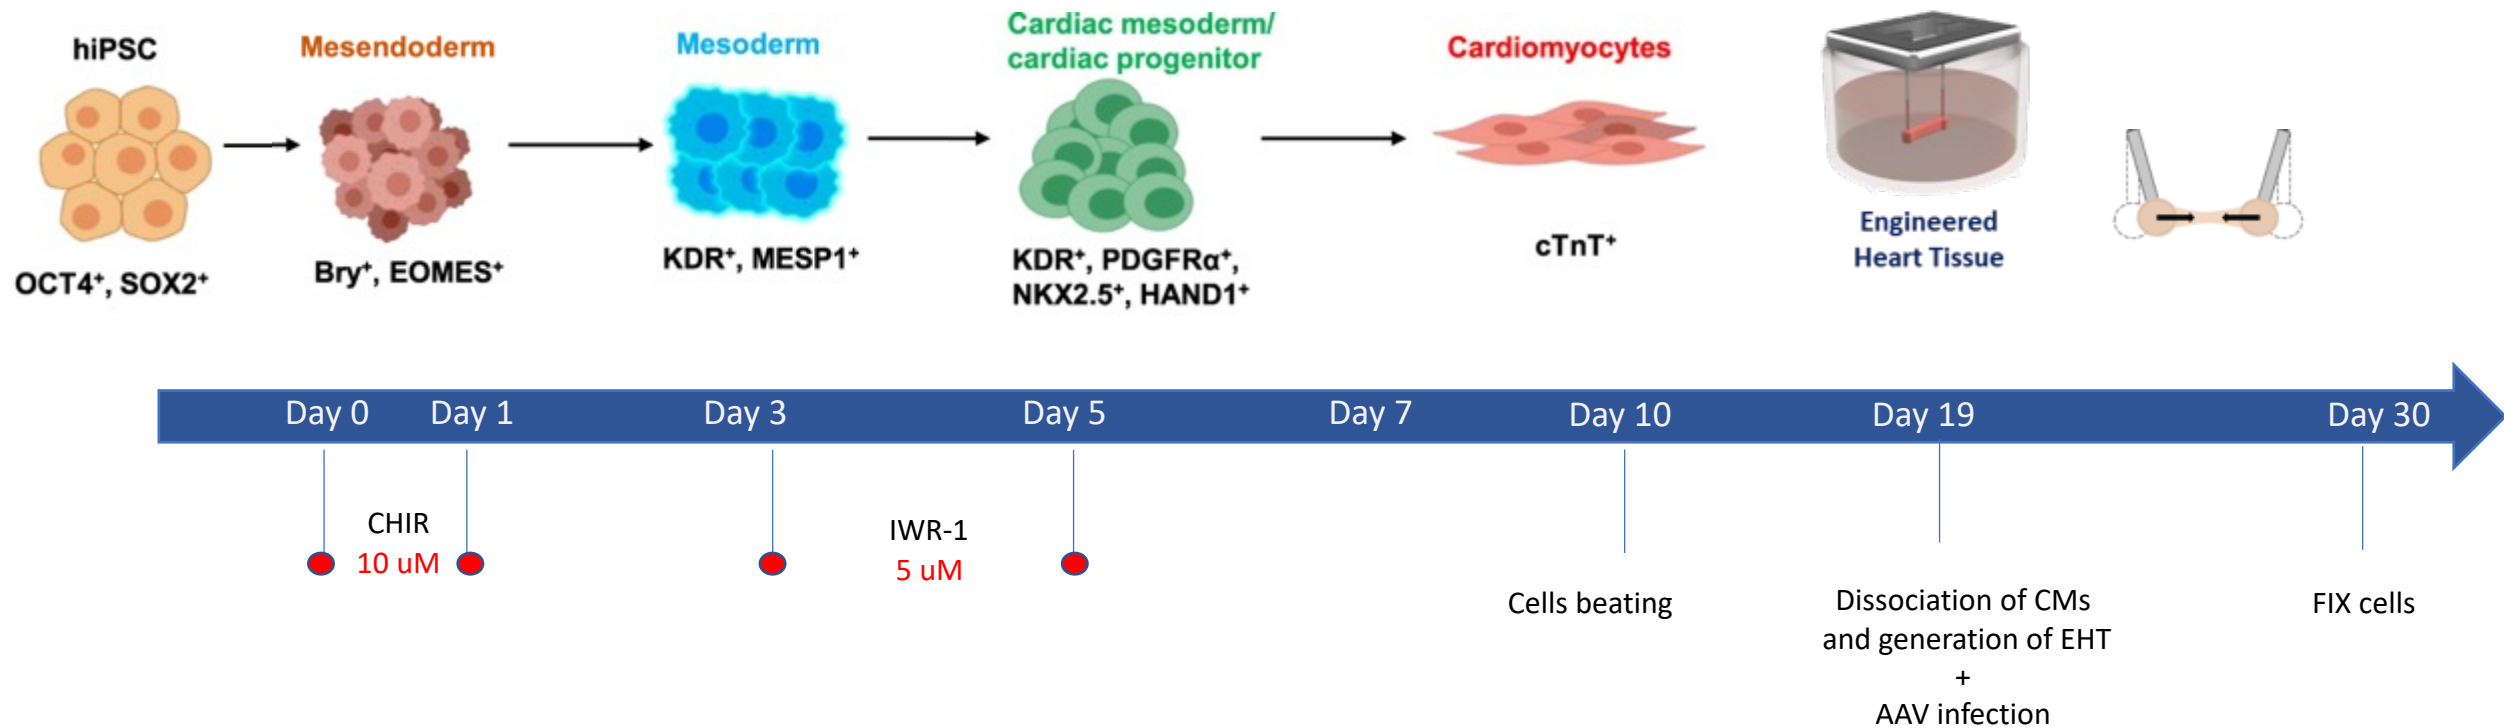 hiPSC
OCT4⁺, SOX2⁺
Mesendoderm
Bry⁺, EOMES⁺
Mesoderm
KDR⁺, MESP1⁺
Cardiac mesoderm/
cardiac progenitor
KDR⁺, PDGFRα⁺,
NKX2.5⁺, HAND1⁺
Cardiomyocytes
cTnT⁺
Engineered
Heart Tissue
Day 0
Day 1
Day 3
Day 5
Day 7
Day 10
Day 19
Day 30
CHIR
10 uM
IWR-1
5 uM
Cells beating
Dissociation of CMs
and generation of EHT
+
AAV infection
FIX cells